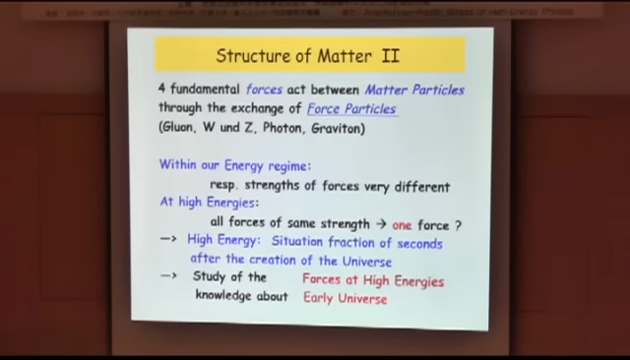 Structure of Matter II
4 fundamental forces act between Matter Particles
through the exchange of Force Particles
(Gluon, W und Z, Photon, Graviton)
Within our Energy regime:
resp. strengths of forces very different
At high Energies:
all forces of same strength → one force ?
—> High Energy: Situation fraction of seconds
after the creation of the Universe
—> Study of the Forces at High Energies
knowledge about Early Universe